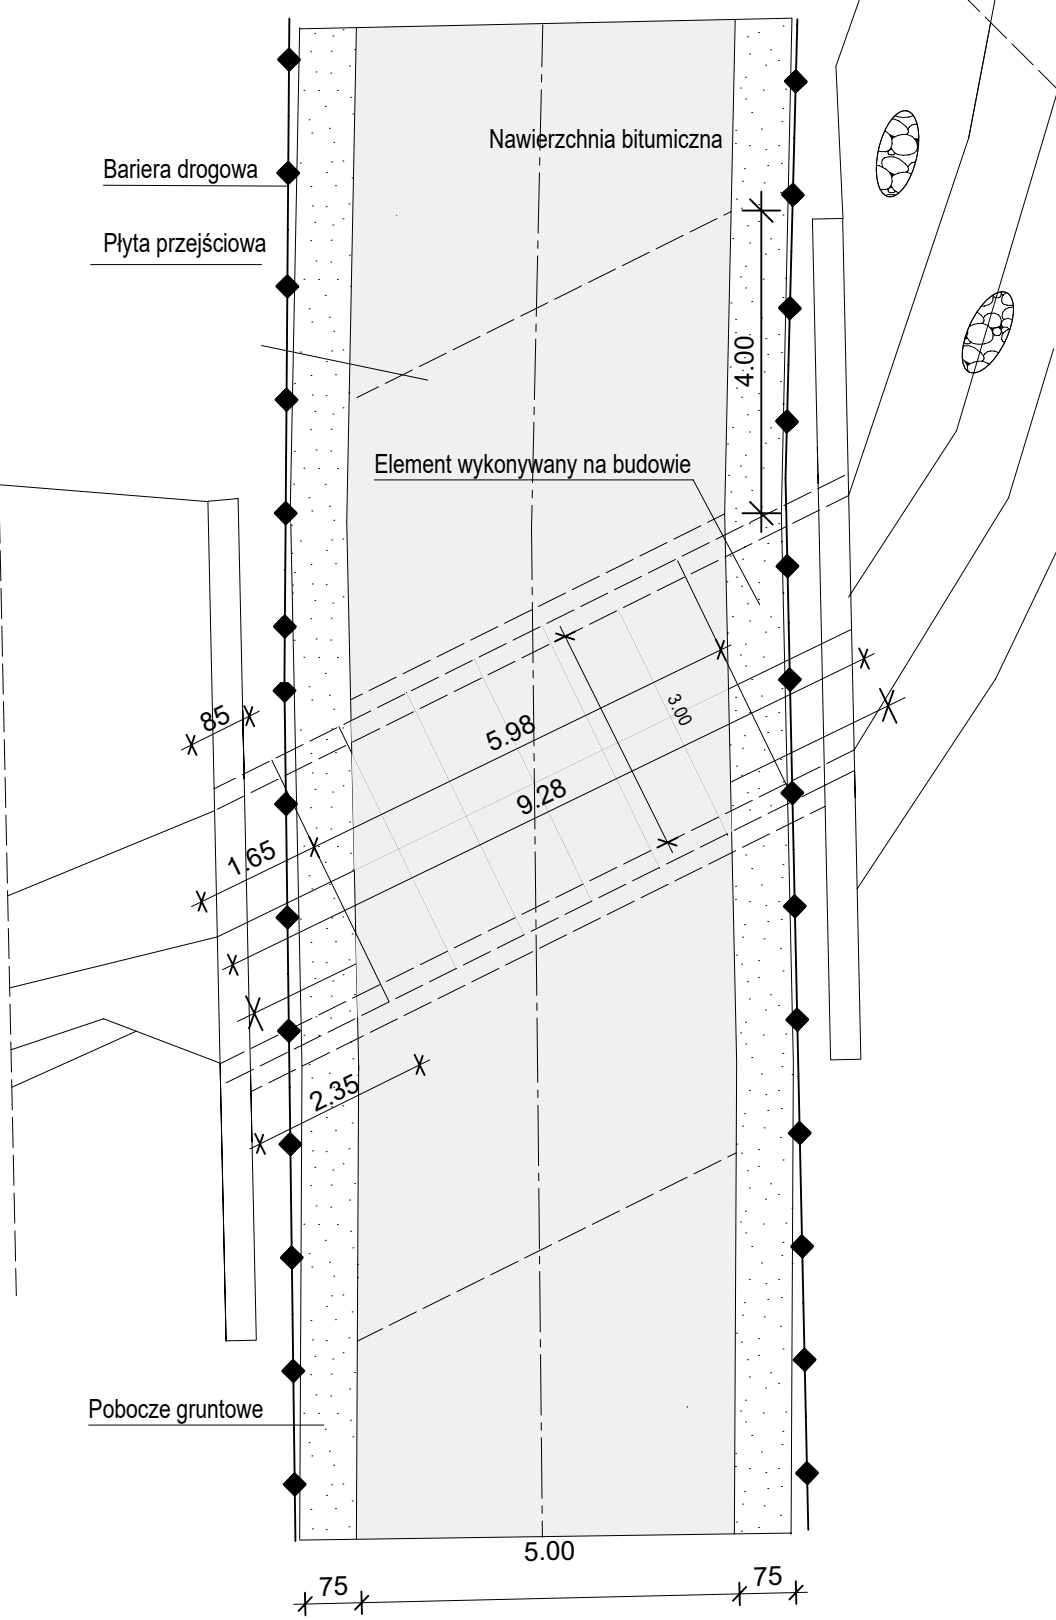 Nawierzchnia bitumiczna
Bariera drogowa
Płyta przejściowa
4.00
Element wykonywany na budowie
85
3.00
5.98
9.28
1.65
2.35
Pobocze gruntowe
5.00
75
75